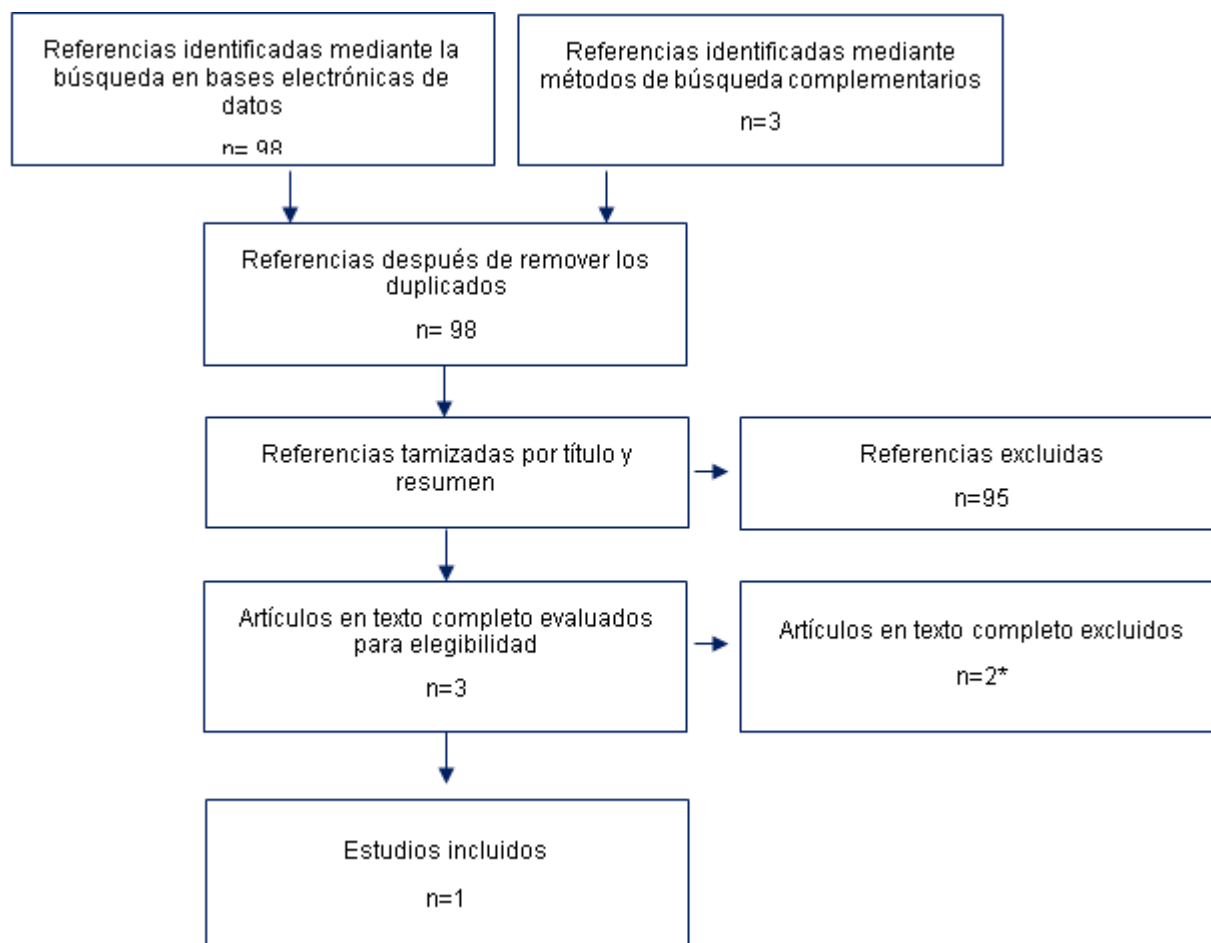 Referencias identificadas mediante la
búsqueda en bases electrónicas de
datos
n= 98
Referencias identificadas mediante
métodos de búsqueda complementarios
n=3
Referencias después de remover los
duplicados
n= 98
Referencias tamizadas por título y
resumen
Referencias excluidas
n=95
Artículos en texto completo evaluados
para elegibilidad
n=3
Artículos en texto completo excluidos
n=2*
Estudios incluidos
n=1